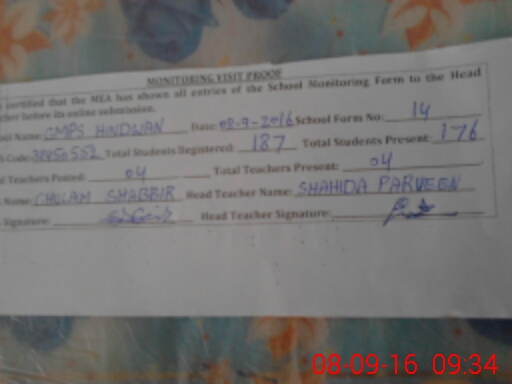 MONITORING VISIT PROOF
certified that the MEA has shown all entries of the School Monitoring Form to the Head
before its online submission.
Name: GMPS HINDWAN Date: 08-9-2016 School Form No: 14
Code: Total Students Registered: 187 Total Students Present: 176
Teachers Posted: 04 Total Teachers Present: 04
Name: GHULAM SHABBIR Head Teacher Name: SHAHIDA PARVEEN
Signature: Head Teacher Signature:
08-09-16 09:34